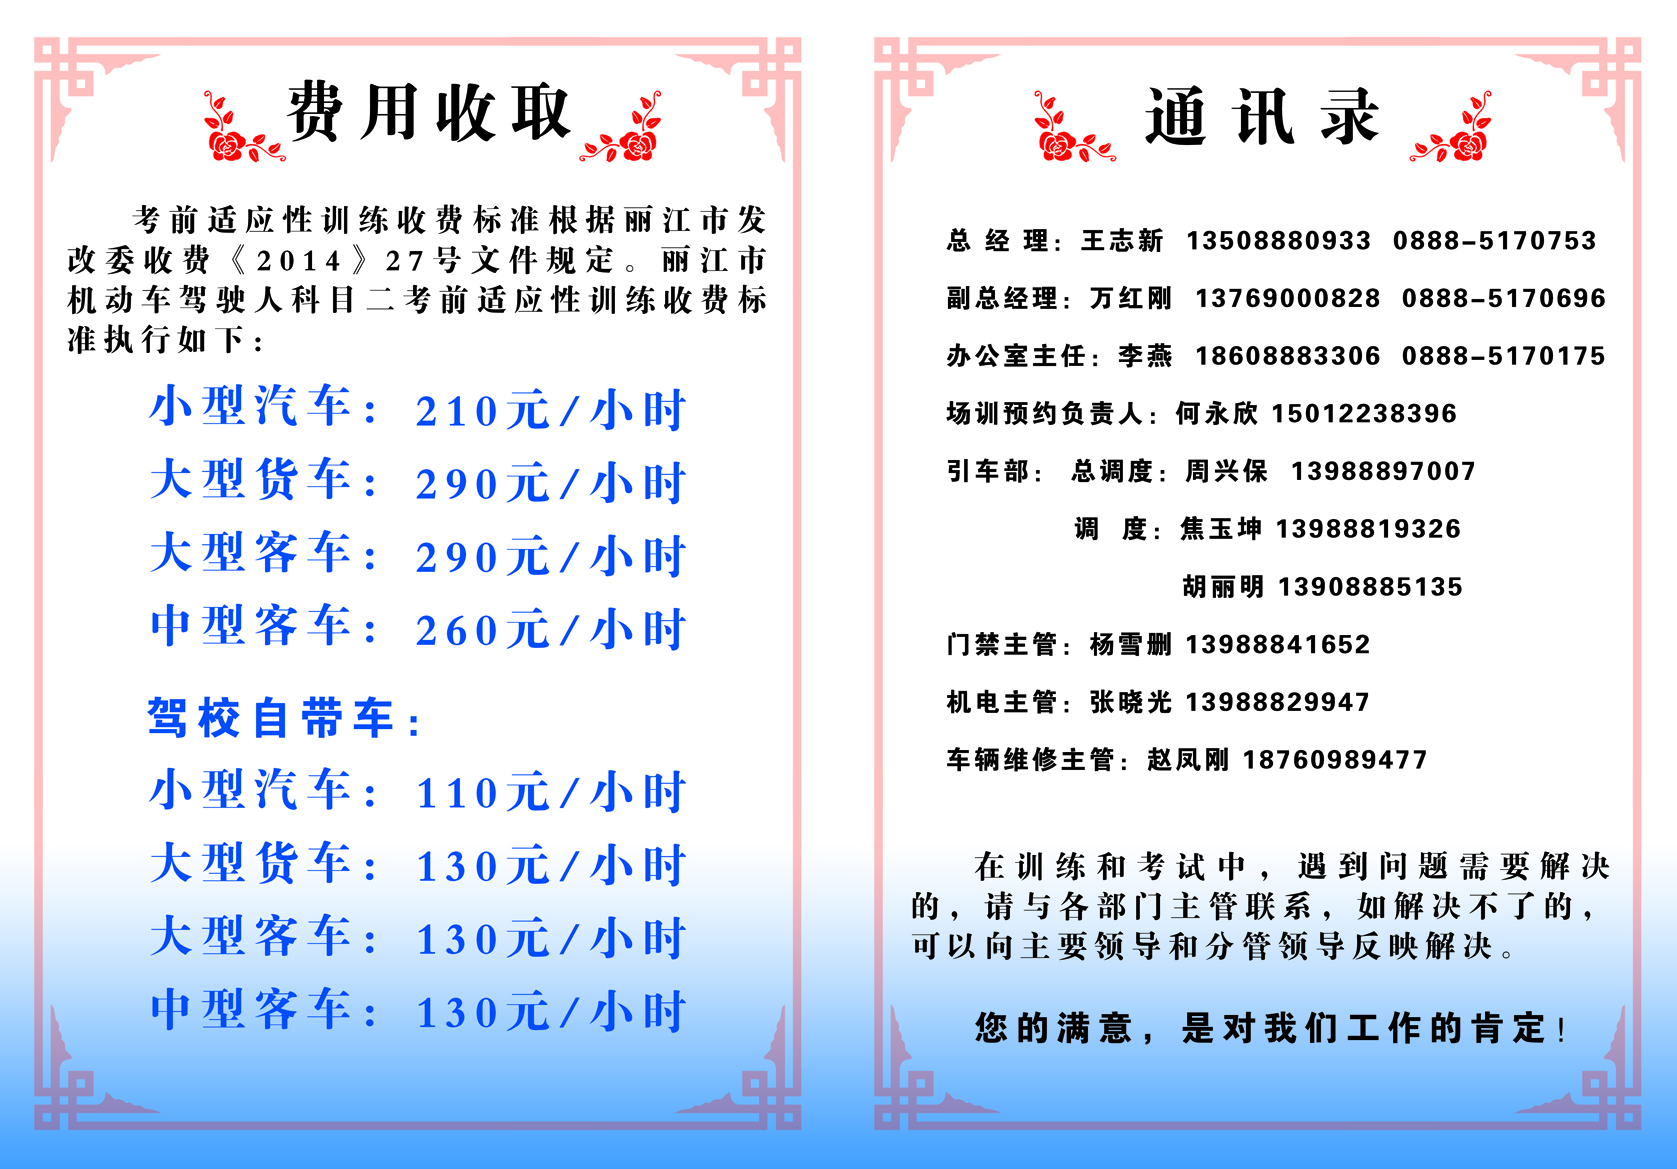 费用收取
考前适应性训练收费标准根据丽江市发
改委收费《2014》27号文件规定。丽江市
机动车驾驶人科目二考前适应性训练收费标
准执行如下：
小型汽车：210元/小时
大型货车：290元/小时
大型客车：290元/小时
中型客车：260元/小时
驾校自带车：
小型汽车：110元/小时
大型货车：130元/小时
大型客车：130元/小时
中型客车：130元/小时
通讯录
总经理：王志新 13508880933 0888-5170753
副总经理：万红刚 13769000828 0888-5170696
办公室主任：李燕 18608883306 0888-5170175
场训预约负责人：何永欣 15012238396
引车部： 总调度：周兴保 13988897007
调 度：焦玉坤 13988819326
胡丽明 13908885135
门禁主管：杨雪删 13988841652
机电主管：张晓光 13988829947
车辆维修主管：赵凤刚 18760989477
在训练和考试中，遇到问题需要解决
的，请与各部门主管联系，如解决不了的，
可以向主要领导和分管领导反映解决。
您的满意，是对我们工作的肯定！